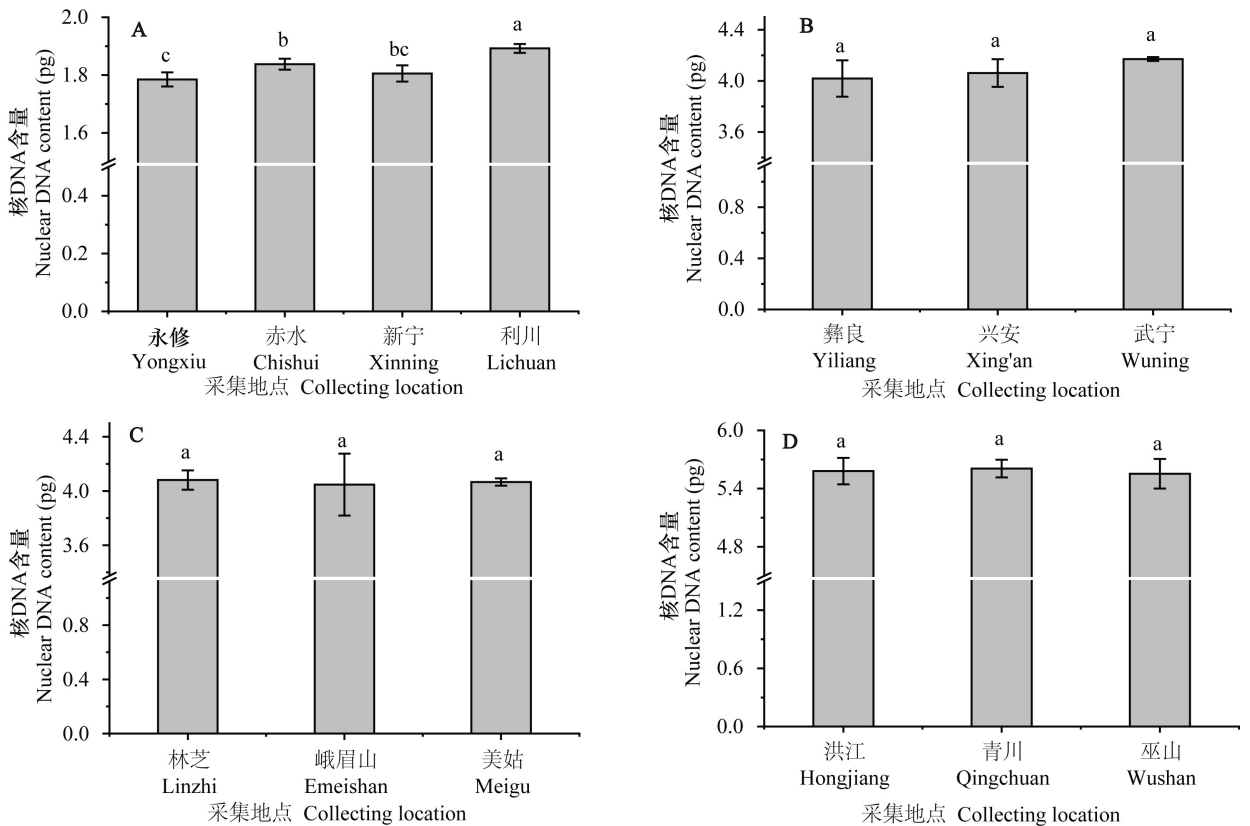 A
核DNA含量
Nuclear DNA content (pg)
2.0
1.8
1.6
0.4
0.2
0.0
c
b
bc
a
永修
赤水
新宁
利川
Yongxiu
Chishui
Xinning
Lichuan
采集地点 Collecting location
B
核DNA含量
Nuclear DNA content (pg)
4.4
4.0
3.6
0.8
0.4
0.0
a
a
a
彝良
兴安
武宁
Yiliang
Xing'an
Wuning
采集地点 Collecting location
C
核DNA含量
Nuclear DNA content (pg)
4.4
4.0
3.6
0.8
0.4
0.0
a
a
a
林芝
峨眉山
美姑
Linzhi
Emeishan
Meigu
采集地点 Collecting location
D
核DNA含量
Nuclear DNA content (pg)
6.0
5.4
4.8
1.2
0.6
0.0
a
a
a
洪江
青川
巫山
Hongjiang
Qingchuan
Wushan
采集地点 Collecting location